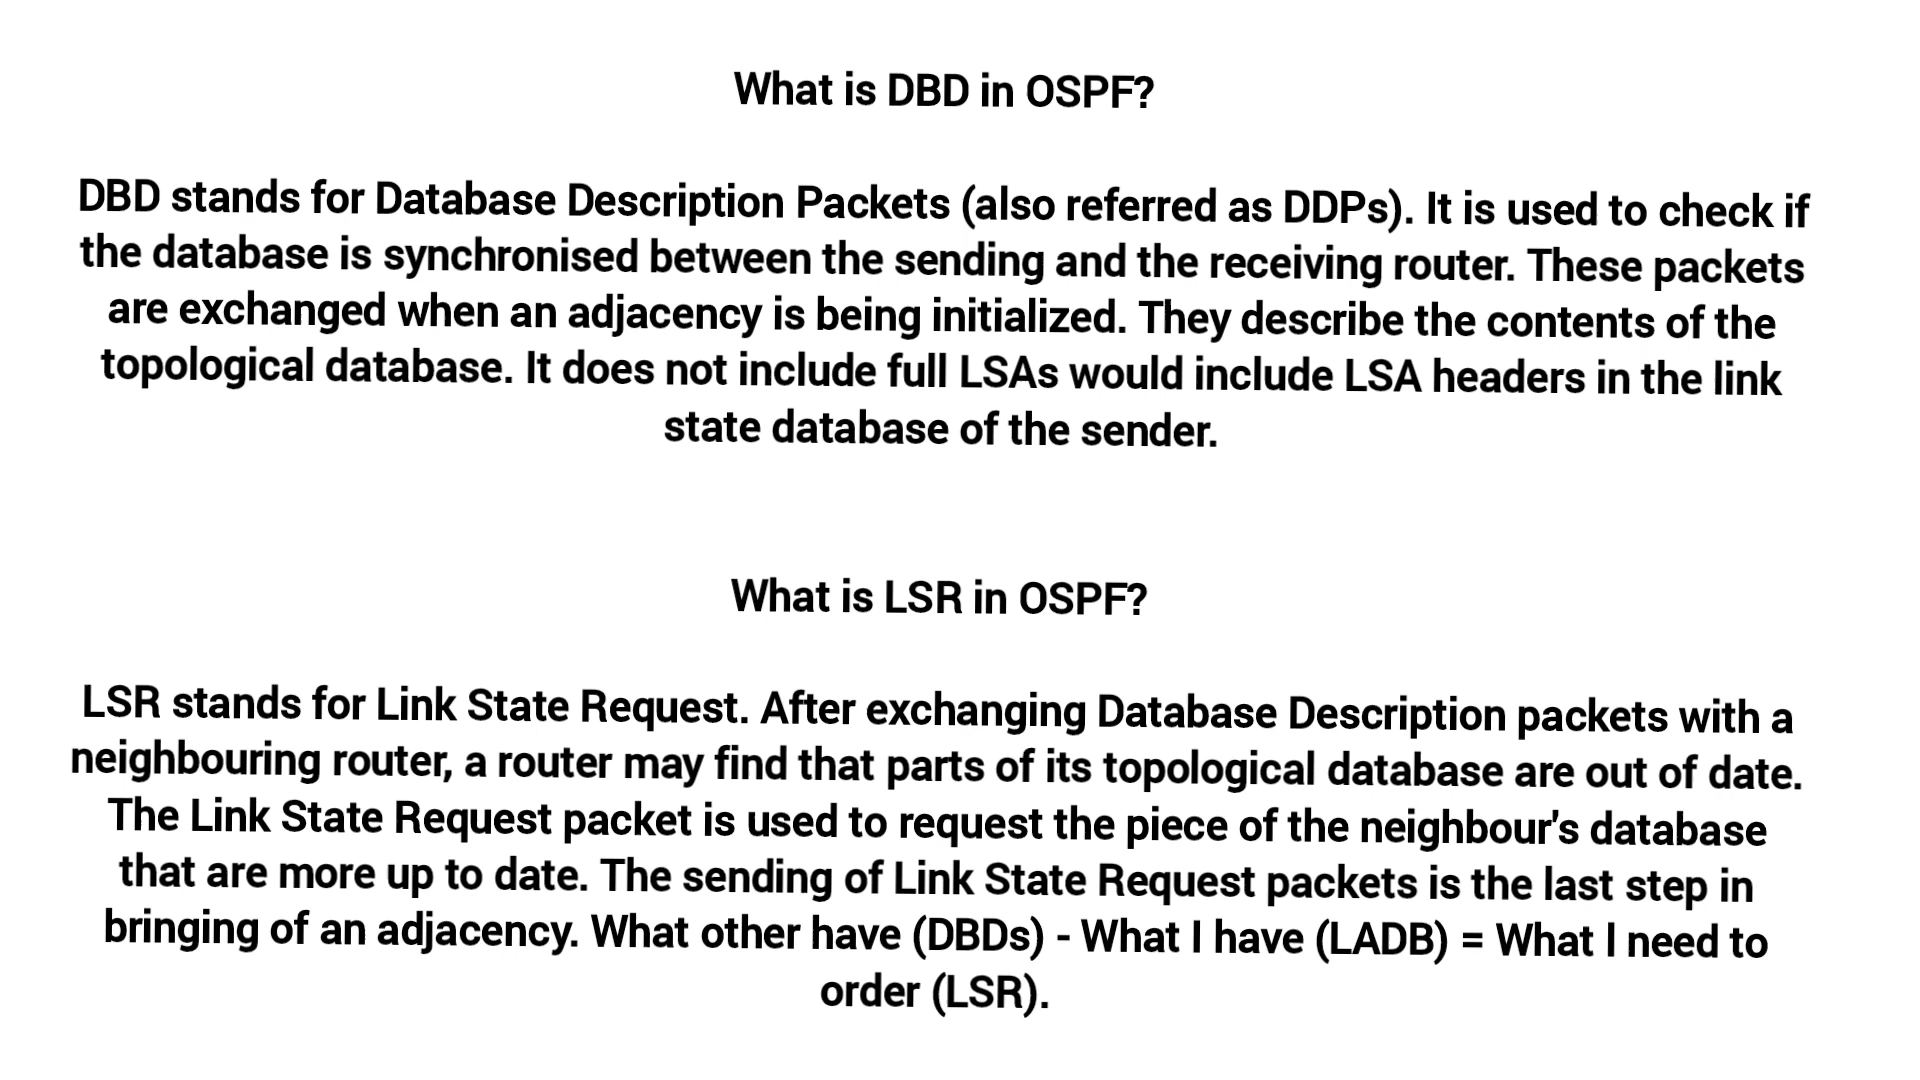 What is DBD in OSPF?
DBD stands for Database Description Packets (also referred as DDPs). It is used to check if
the database is synchronised between the sending and the receiving router. These packets
are exchanged when an adjacency is being initialized. They describe the contents of the
topological database. It does not include full LSAs would include LSA headers in the link
state database of the sender.
What is LSR in OSPF?
LSR stands for Link State Request. After exchanging Database Description packets with a
neighbouring router, a router may find that parts of its topological database are out of date.
The Link State Request packet is used to request the piece of the neighbour's database
that are more up to date. The sending of Link State Request packets is the last step in
bringing of an adjacency. What other have (DBDs) - What I have (LADB) = What I need to
order (LSR).